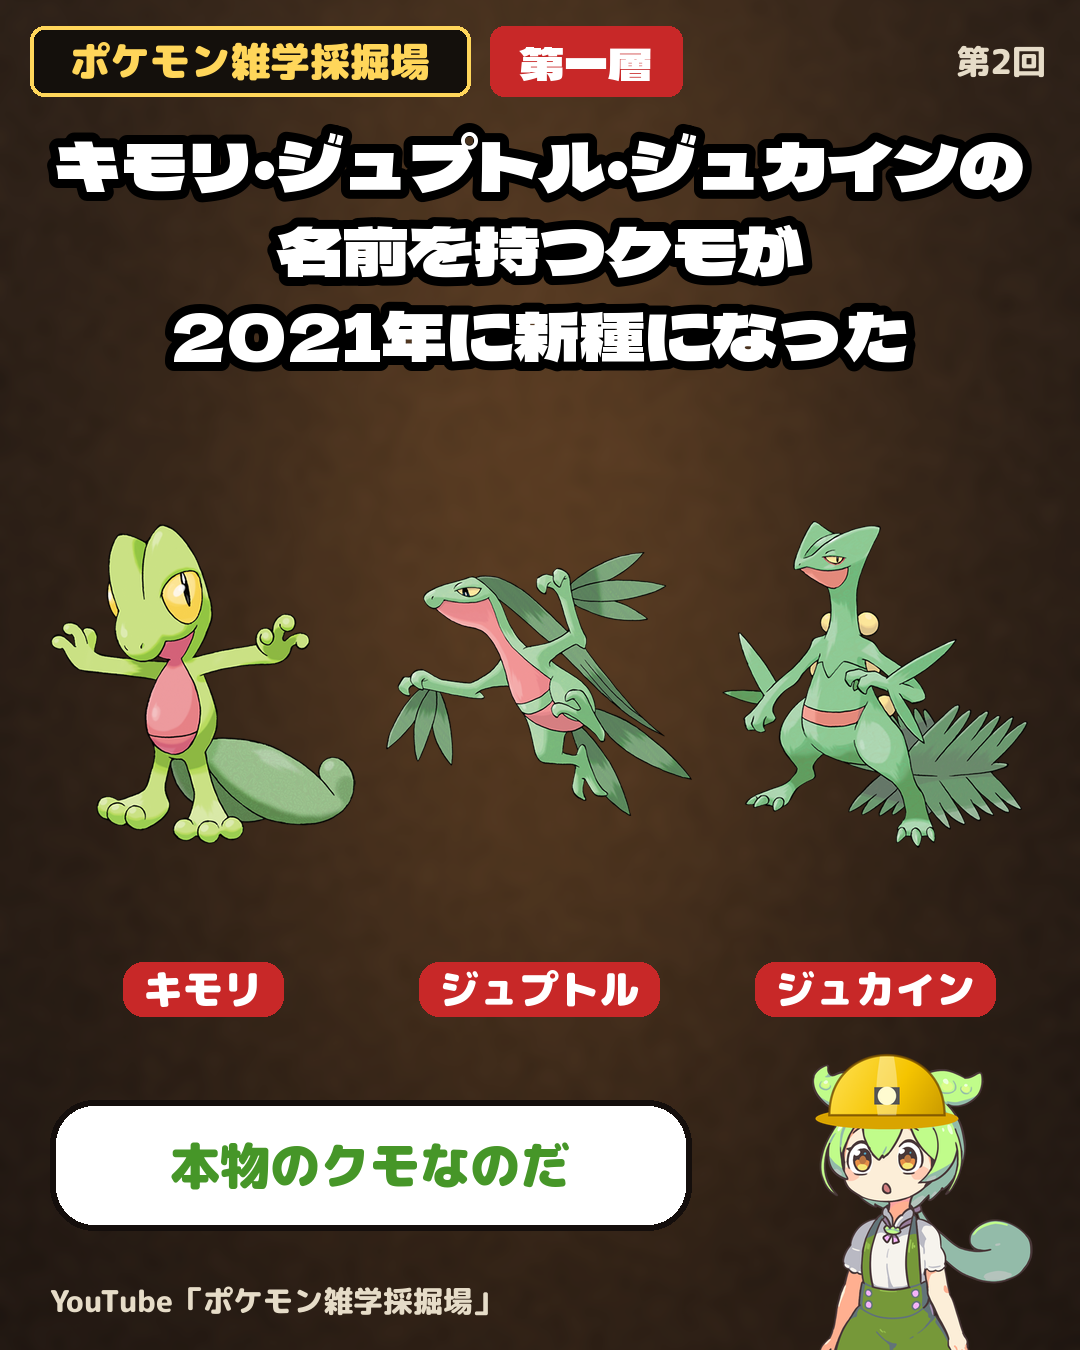 ポケモン雑学採掘場
第一層
第2回
キモリ・ジュプトル・ジュカインの
名前を持つクモが
2021年に新種になった
キモリ
ジュプトル
ジュカイン
本物のクモなのだ
YouTube「ポケモン雑学採掘場」